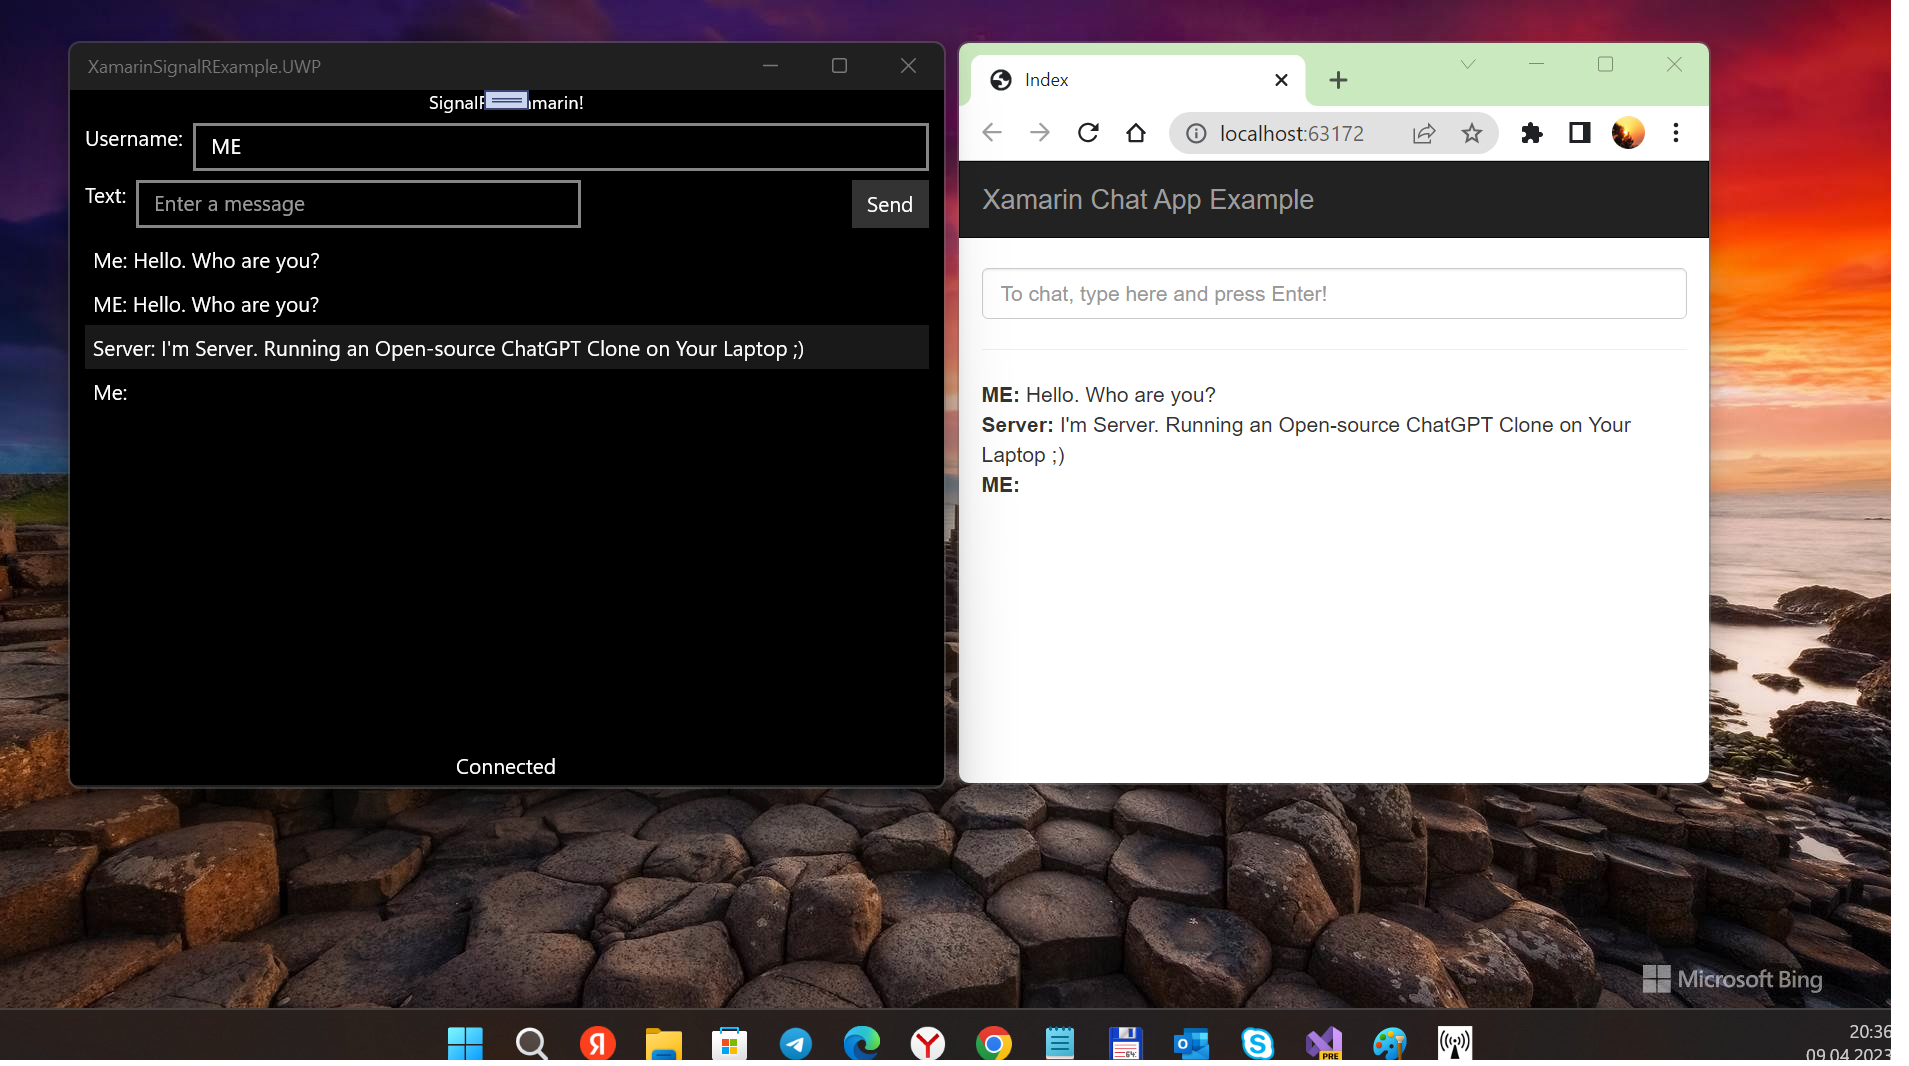 XamarinSignalRExample.UWP
SignalR amarin!
Username: ME
Text: Enter a message Send
Me: Hello. Who are you?
ME: Hello. Who are you?
Server: I'm Server. Running an Open-source ChatGPT Clone on Your Laptop ;)
Me:
Connected
Index
localhost:63172
Xamarin Chat App Example
To chat, type here and press Enter!
ME: Hello. Who are you?
Server: I'm Server. Running an Open-source ChatGPT Clone on Your
Laptop ;)
ME:
Microsoft Bing
Я
Y
64
O
S
PRE
20:36
09.04.2023